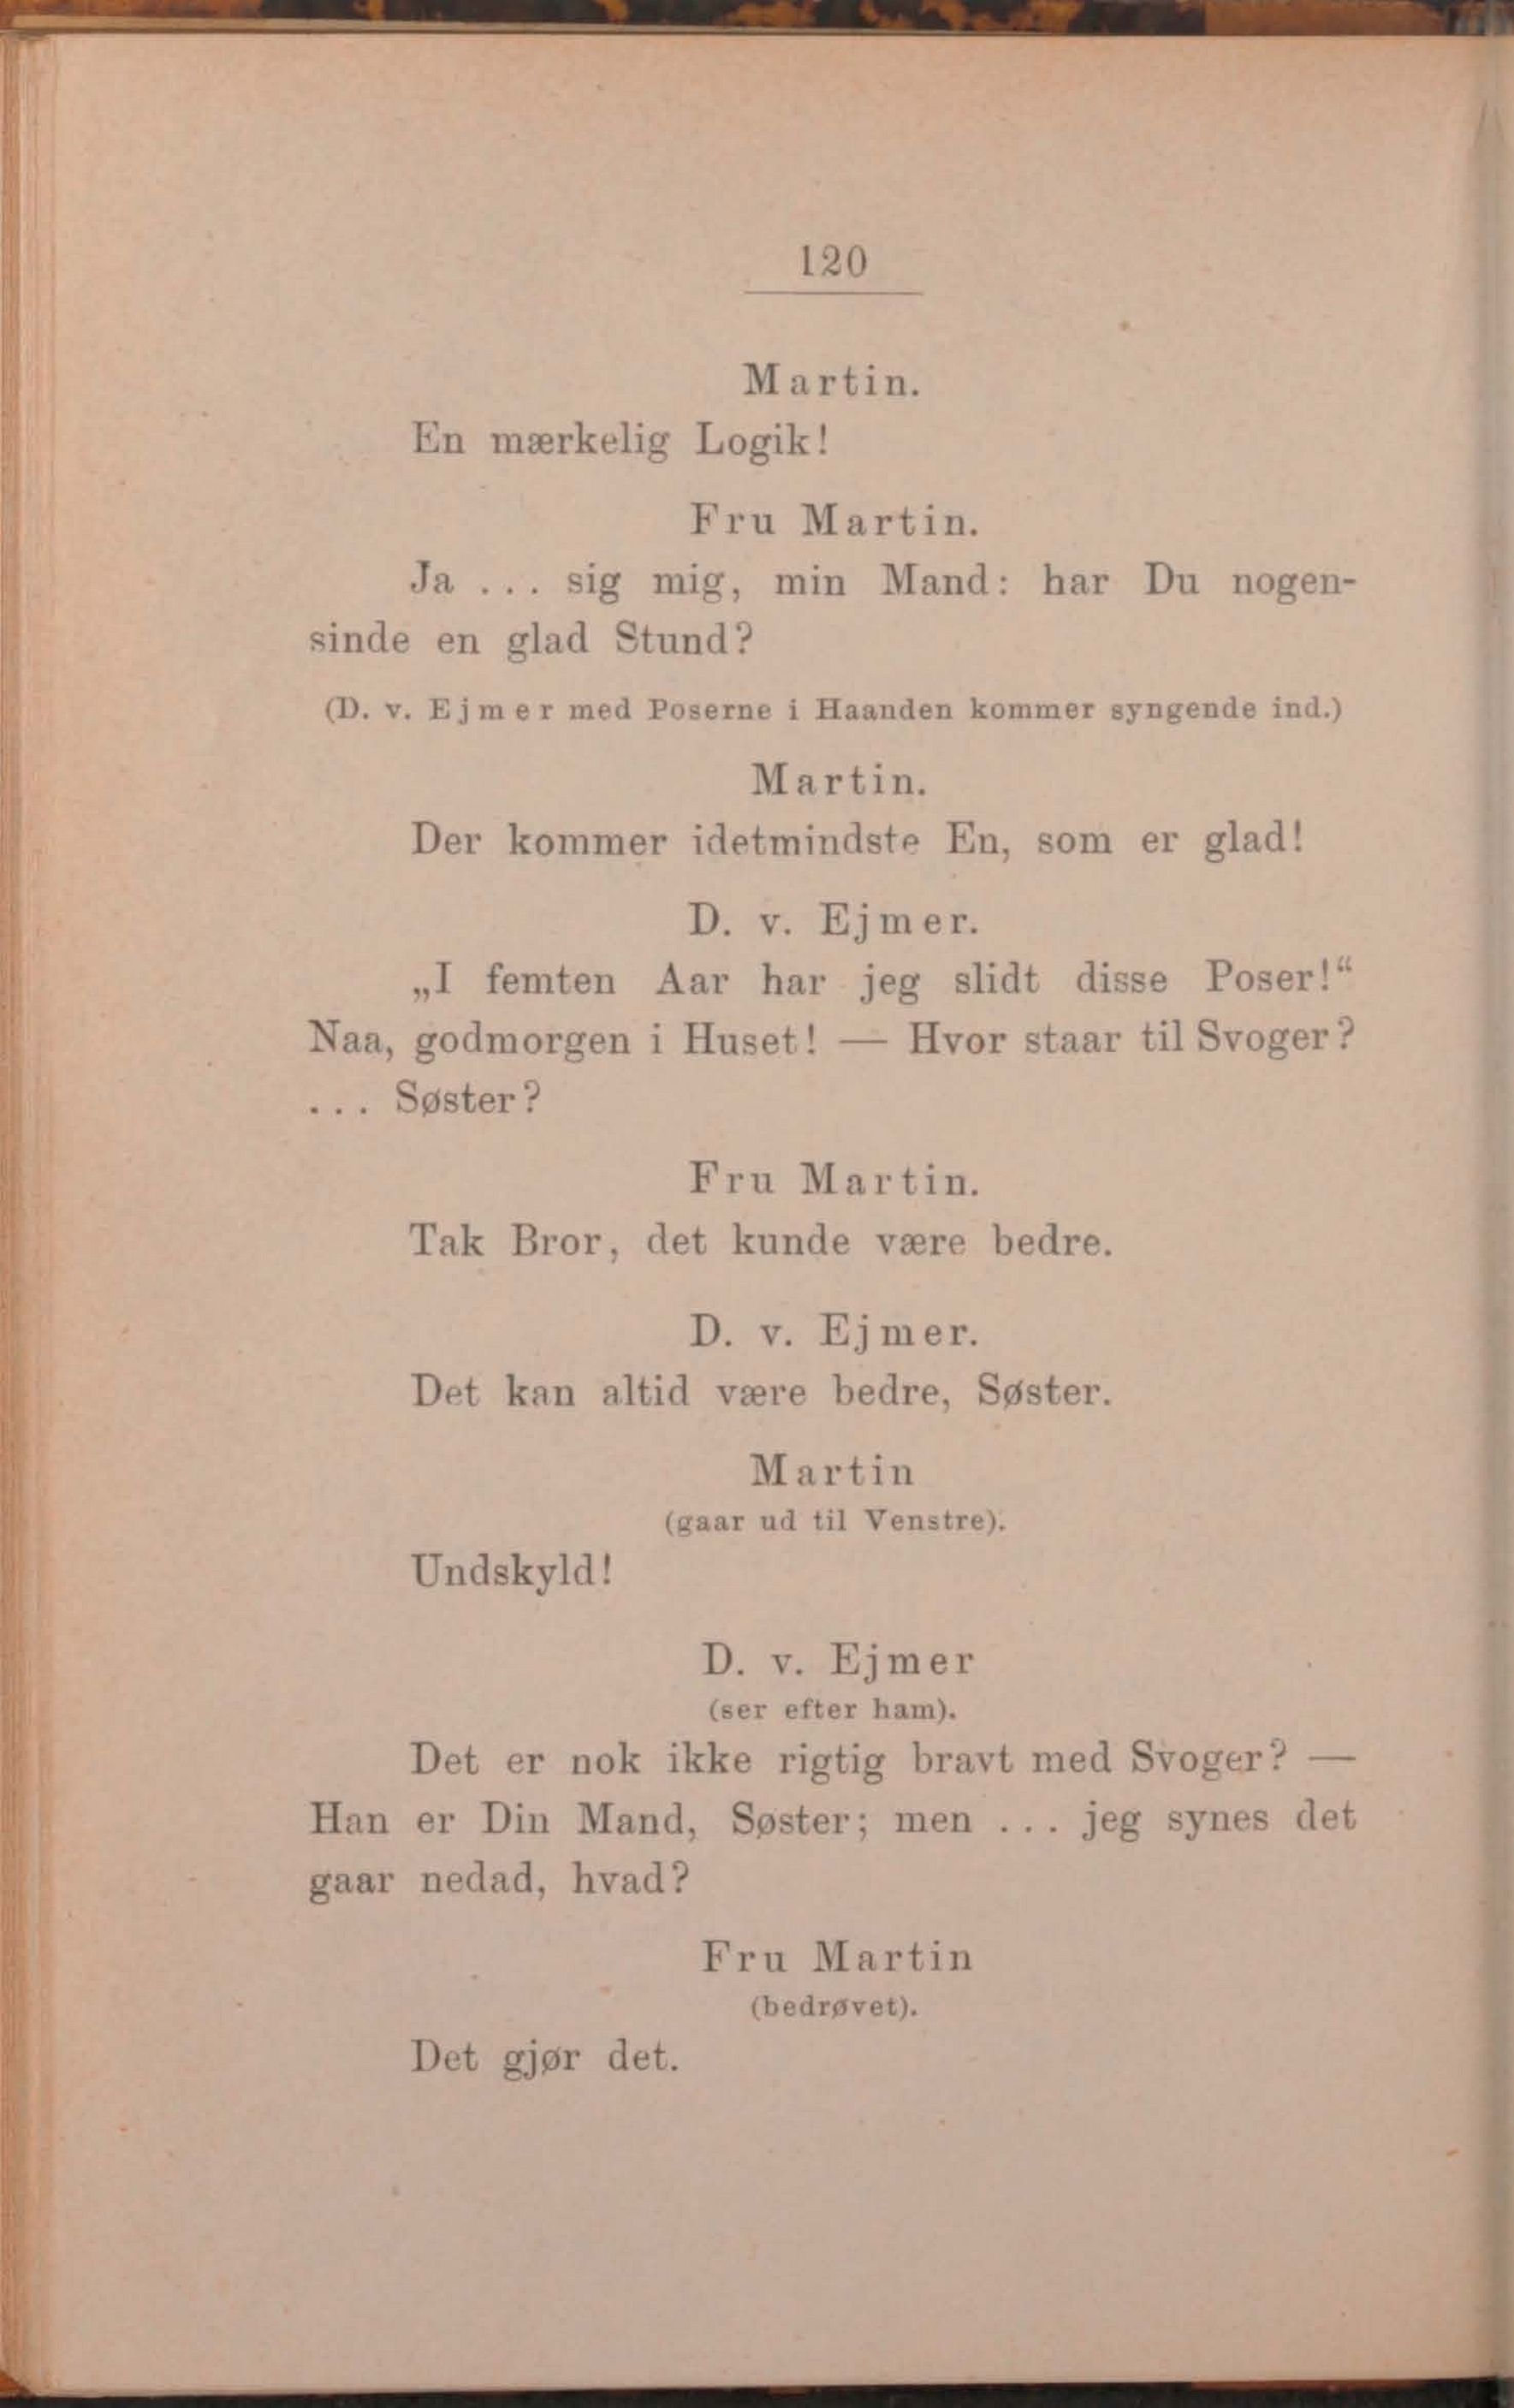 120
Martin.
En mærkelig Logik!
Fru Martin.
Ja ... sig mig, min Mand: har Du nogen-
sinde en glad Stund?
(D. v. Ejmer med Poserne i Haanden kommer syngende ind.)
Martin.
Der kommer idetmindste En, som er glad!
D. v. Ejmer.
„I femten Aar har jeg slidt disse Poser!“
Naa, godmorgen i Huset! — Hvor staar til Svoger?
... Søster?
Fru Martin.
Tak Bror, det kunde være bedre.
D. v. Ejmer.
Det kan altid være bedre, Søster.
Martin
(gaar ud til Venstre).
Undskyld!
D. v. Ejmer
(ser efter ham).
Det er nok ikke rigtig bravt med Svoger? —
Han er Din Mand, Søster; men ... jeg synes det
gaar nedad, hvad?
Fru Martin
(bedrøvet).
Det gjør det.